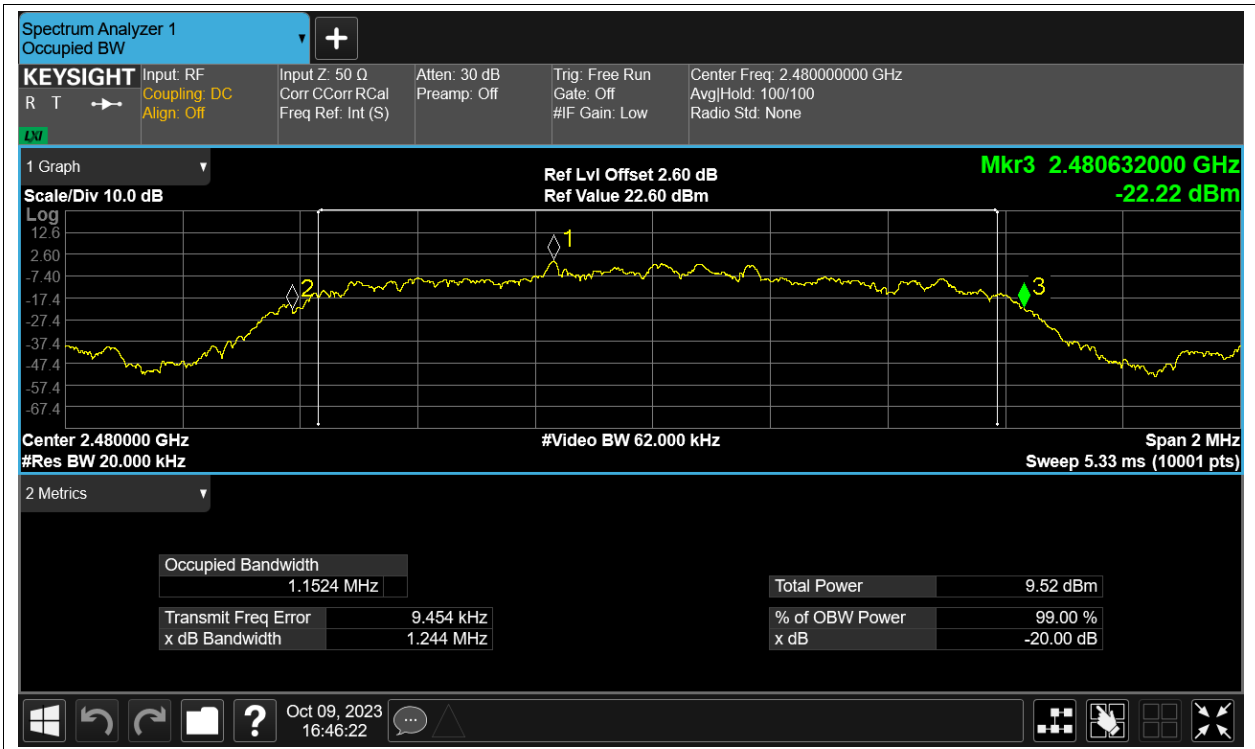 Spectrum Analyzer 1
Occupied BW
KEYSIGHT
R T
LXI
Input: RF
Coupling: DC
Align: Off
Input Z: 50 Ω
Corr CCorr RCal
Freq Ref: Int (S)
Atten: 30 dB
Preamp: Off
Trig: Free Run
Gate: Off
#IF Gain: Low
Center Freq: 2.480000000 GHz
Avg|Hold: 100/100
Radio Std: None
1 Graph
Scale/Div 10.0 dB
Ref Lvl Offset 2.60 dB
Ref Value 22.60 dBm
Mkr3 2.480632000 GHz
-22.22 dBm
Log
12.6
2.60
-7.40
-17.4
-27.4
-37.4
-47.4
-57.4
-67.4
1
2
3
Center 2.480000 GHz
#Res BW 20.000 kHz
#Video BW 62.000 kHz
Span 2 MHz
Sweep 5.33 ms (10001 pts)
2 Metrics
Occupied Bandwidth
1.1524 MHz
Transmit Freq Error 9.454 kHz
x dB Bandwidth 1.244 MHz
Total Power 9.52 dBm
% of OBW Power 99.00 %
x dB -20.00 dB
?
Oct 09, 2023
16:46:22